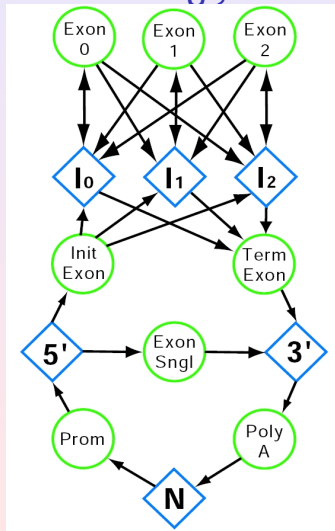 Exon
0
Exon
1
Exon
2
I0
I1
I2
Init
Exon
Term
Exon
5'
Exon
Sngl
3'
Prom
Poly
A
N